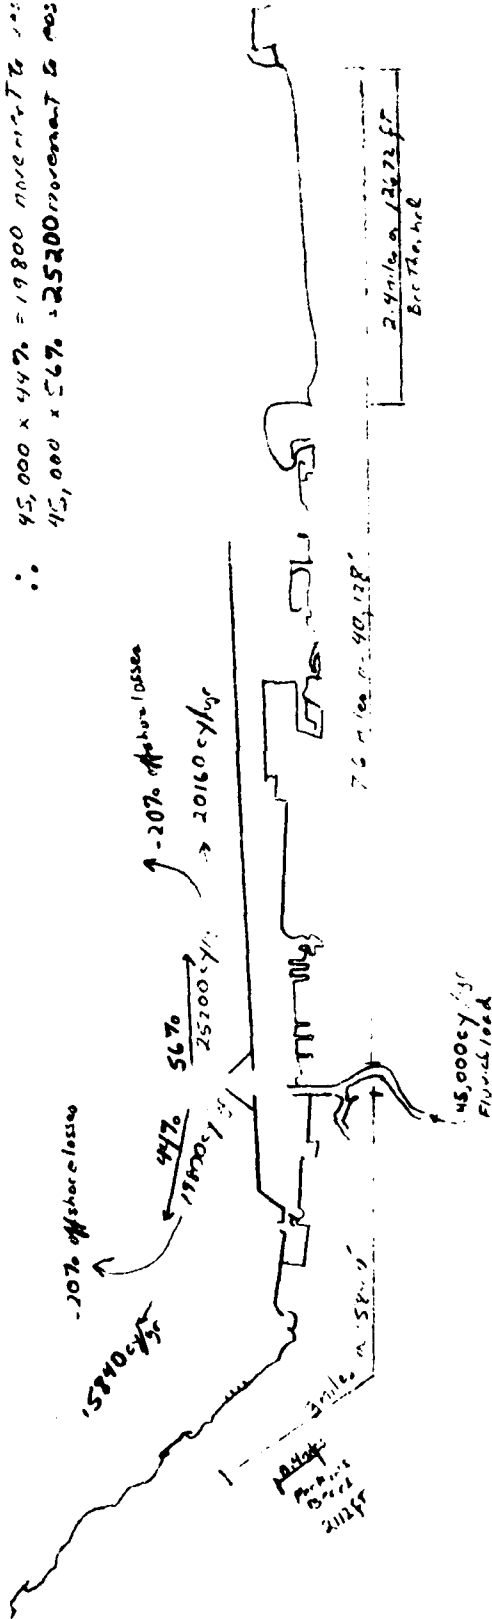 ∴ 45,000 x 44% = 19800 movement to
45,000 x 56% = 25200 movement to
-20% offshore losses
15840 cy/yr
44%
19800 cy/yr
56%
25200 cy/yr
→ 20160 cy/yr
-20% offshore losses
45,000 cy/yr
Fluvial load
3 miles
2112 ft
7.6 miles or 40,128'
2.4 miles or 12672 ft